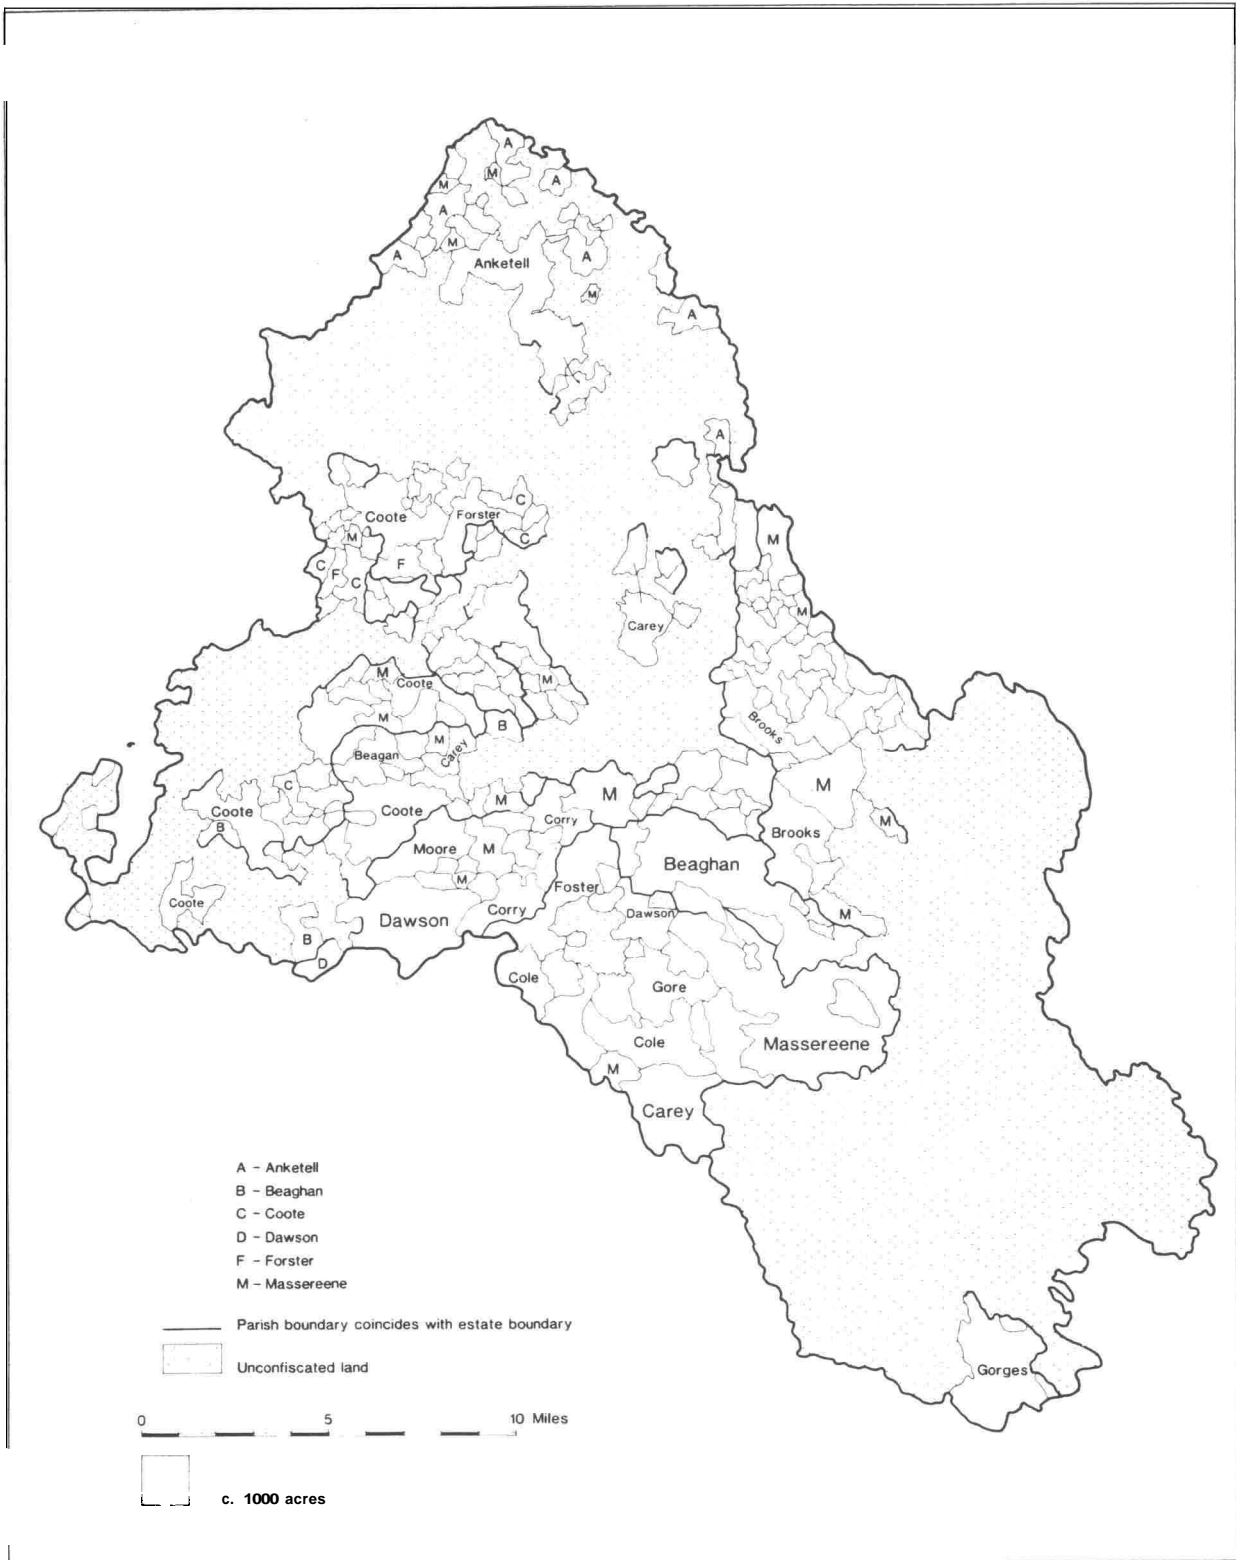 A
M
A
M
A
M
A
A
Anketell
M
A
A
Coote
Forster
C
M
C
M
F
C
F
C
M
Carey
M
Coote
M
M
B
Brooks
M
Beagan
Carey
C
M
M
M
Coote
B
Coote
Corry
M
Brooks
Moore
M
Beaghan
M
Foster
Coote
Dawson
Corry
Dawson
M
B
D
Cole
Gore
Cole
Massereene
M
Carey
A - Anketell
B - Beaghan
C - Coote
D - Dawson
F - Forster
M - Massereene
Parish boundary coincides with estate boundary
Unconfiscated land
Gorges
0 5 10 Miles
c. 1000 acres